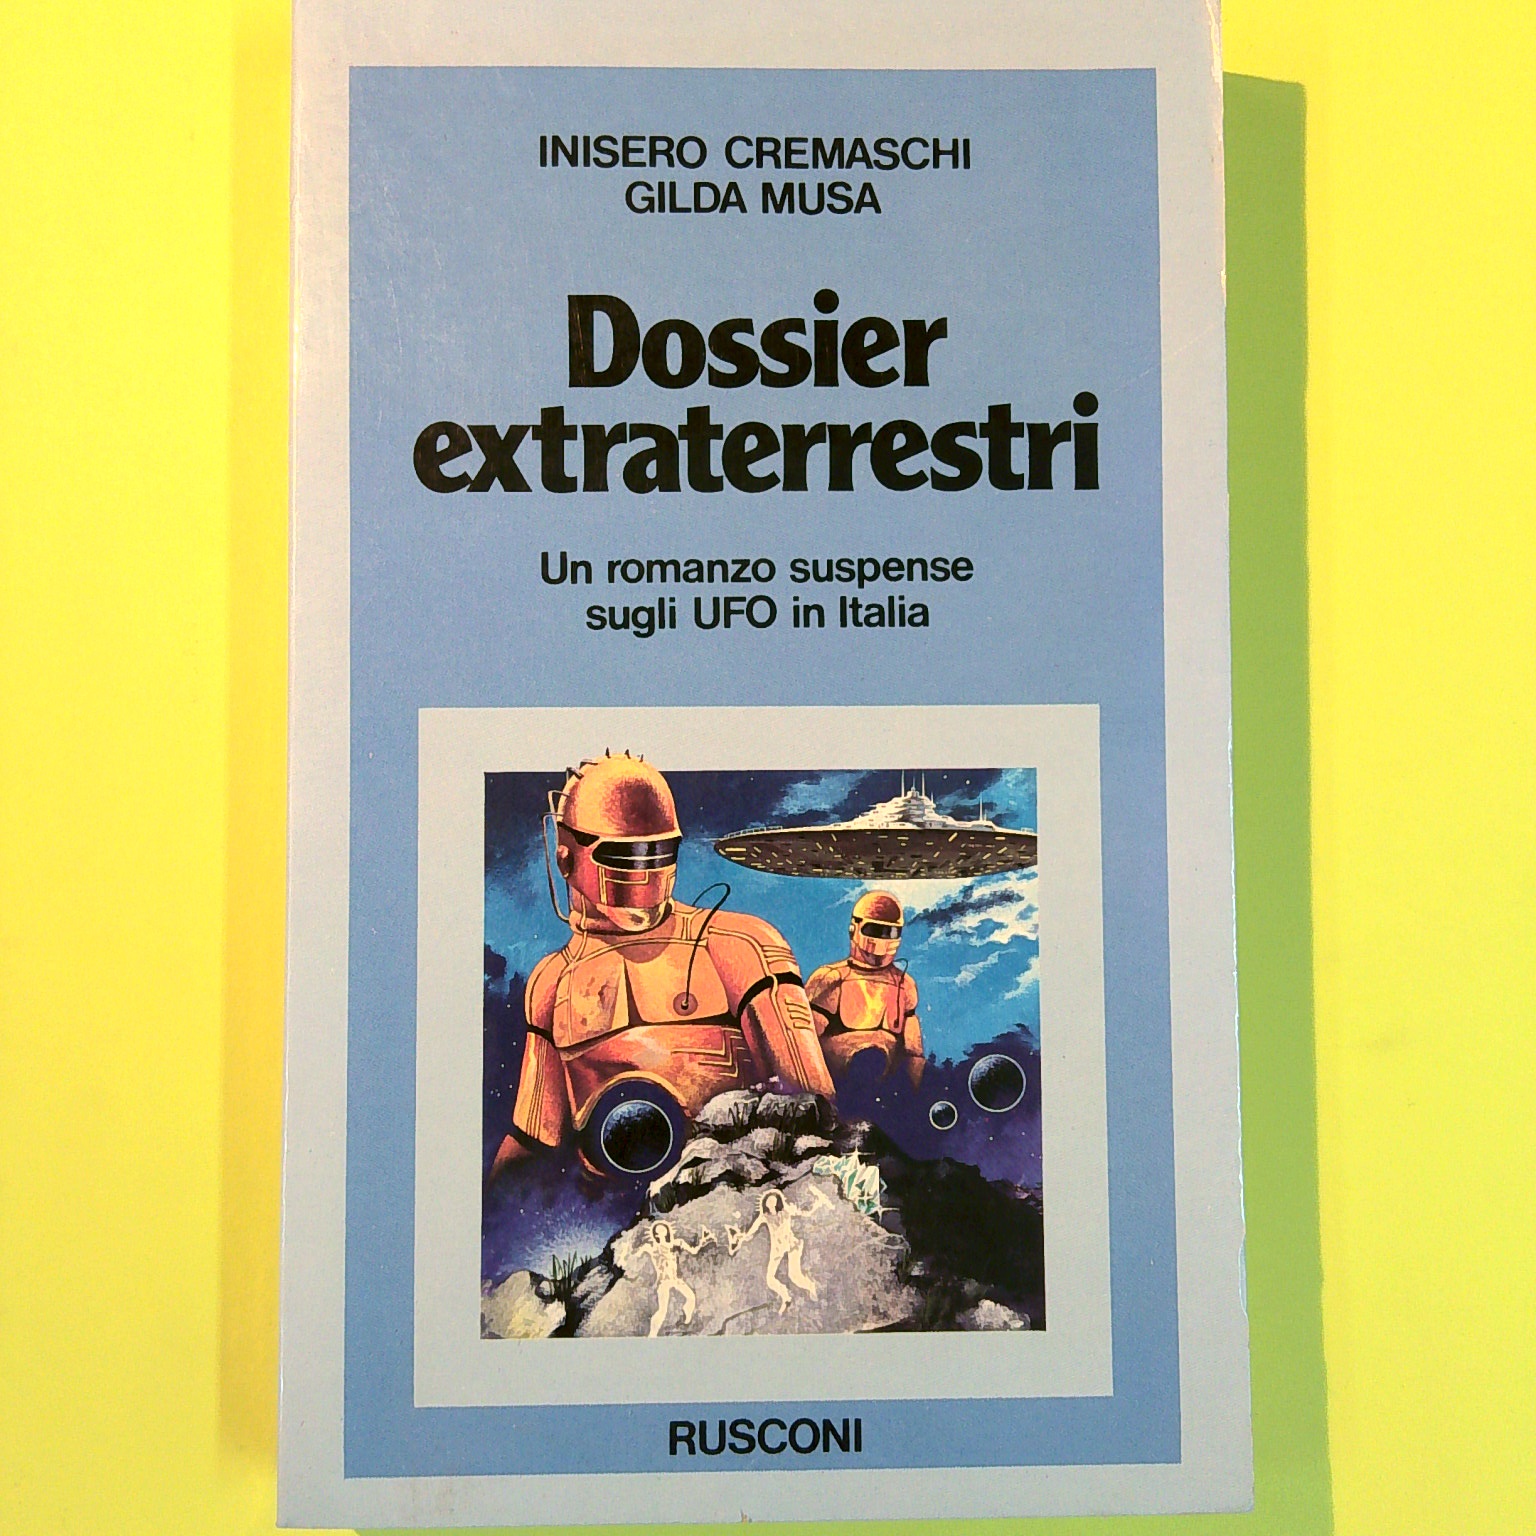 INISERO CREMASCHI
GILDA MUSA
Dossier
extraterrestri
Un romanzo suspense
sugli UFO in Italia
RUSCONI